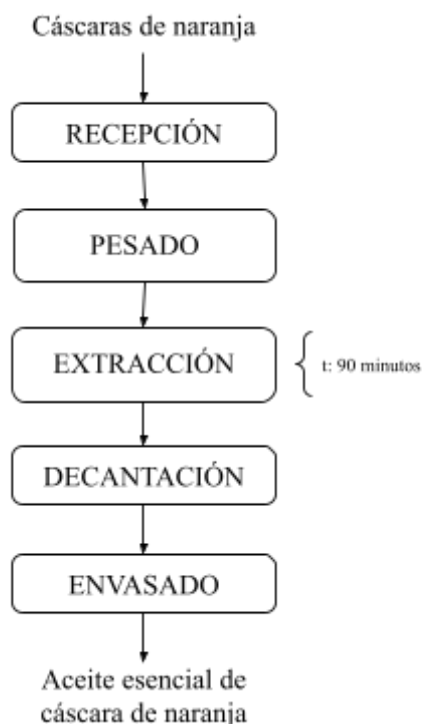 Cáscaras de naranja
RECEPCIÓN
PESADO
EXTRACCIÓN
t: 90 minutos
DECANTACIÓN
ENVASADO
Aceite esencial de
cáscara de naranja